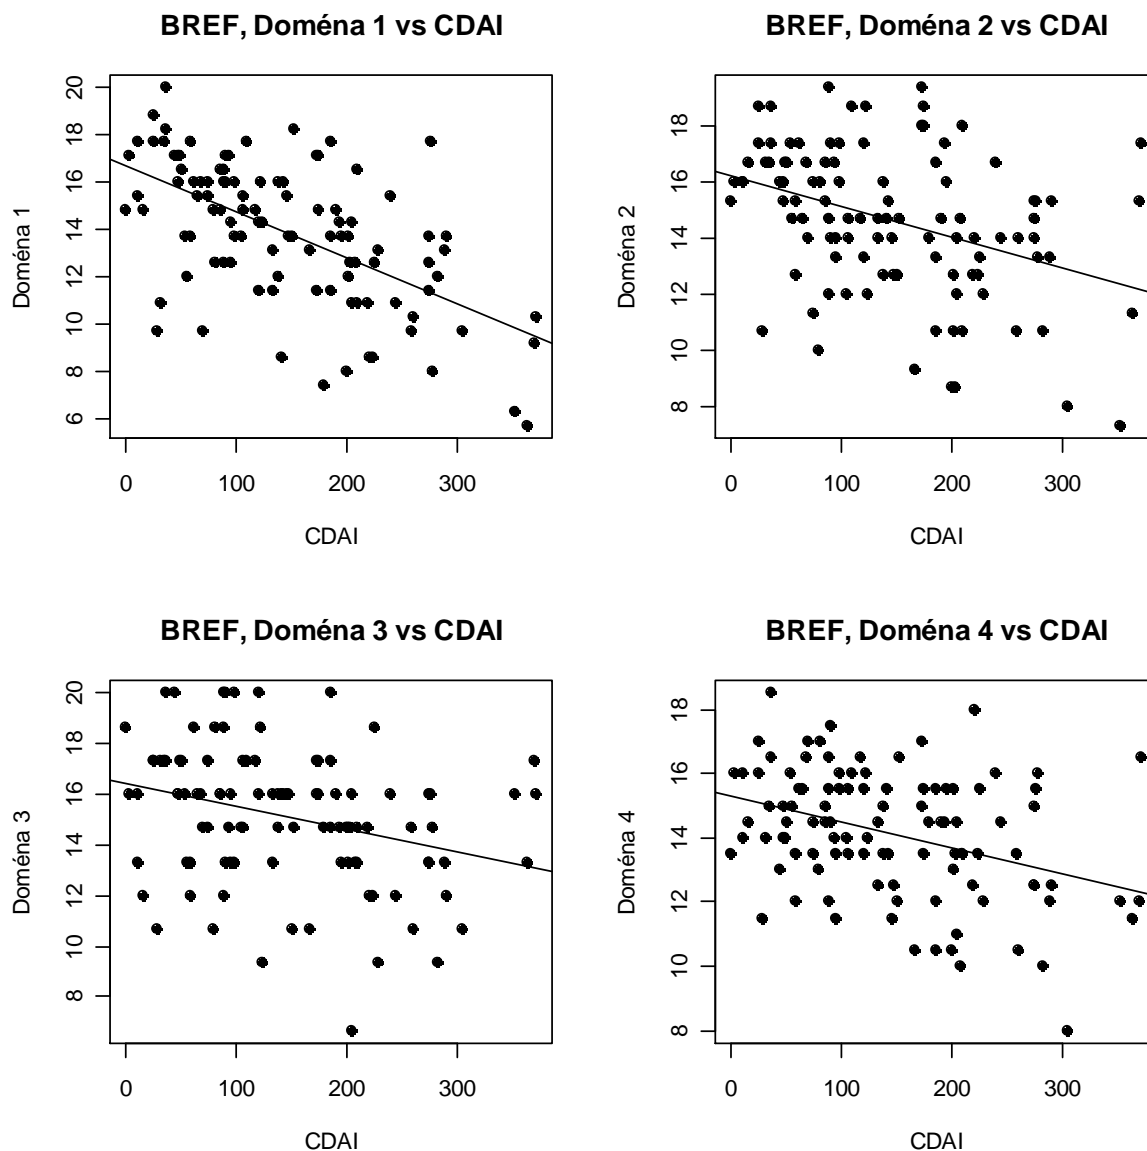 BREF, Doména 1 vs CDAI
Doména 1
20
18
16
14
12
10
8
6
0 100 200 300
CDAI
BREF, Doména 2 vs CDAI
Doména 2
18
16
14
12
10
8
0 100 200 300
CDAI
BREF, Doména 3 vs CDAI
Doména 3
20
18
16
14
12
10
8
0 100 200 300
CDAI
BREF, Doména 4 vs CDAI
Doména 4
18
16
14
12
10
8
0 100 200 300
CDAI